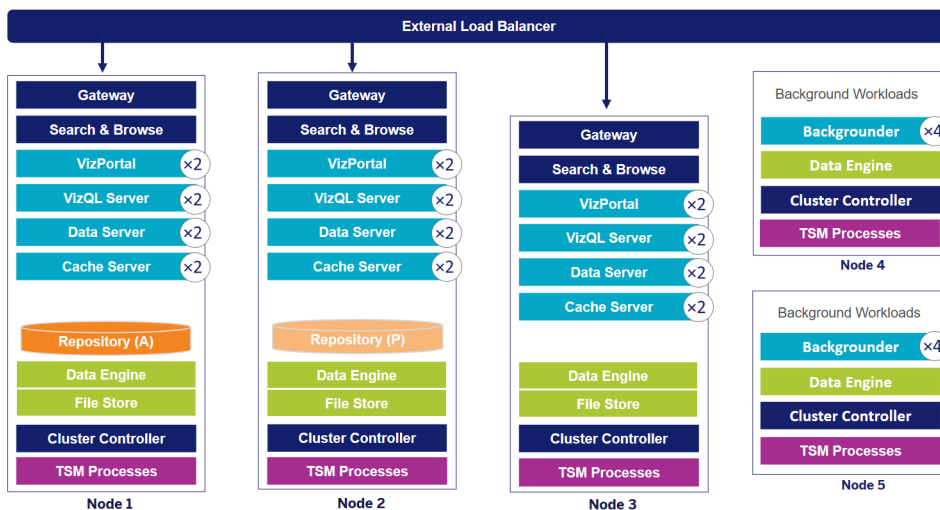 External Load Balancer
Gateway
Search & Browse
VizPortal ×2
VizQL Server ×2
Data Server ×2
Cache Server ×2
Repository (A)
Data Engine
File Store
Cluster Controller
TSM Processes
Node 1
Gateway
Search & Browse
VizPortal ×2
VizQL Server ×2
Data Server ×2
Cache Server ×2
Repository (P)
Data Engine
File Store
Cluster Controller
TSM Processes
Node 2
Gateway
Search & Browse
VizPortal ×2
VizQL Server ×2
Data Server ×2
Cache Server ×2
Data Engine
File Store
Cluster Controller
TSM Processes
Node 3
Background Workloads
Backgrounder ×4
Data Engine
Cluster Controller
TSM Processes
Node 4
Background Workloads
Backgrounder ×4
Data Engine
Cluster Controller
TSM Processes
Node 5